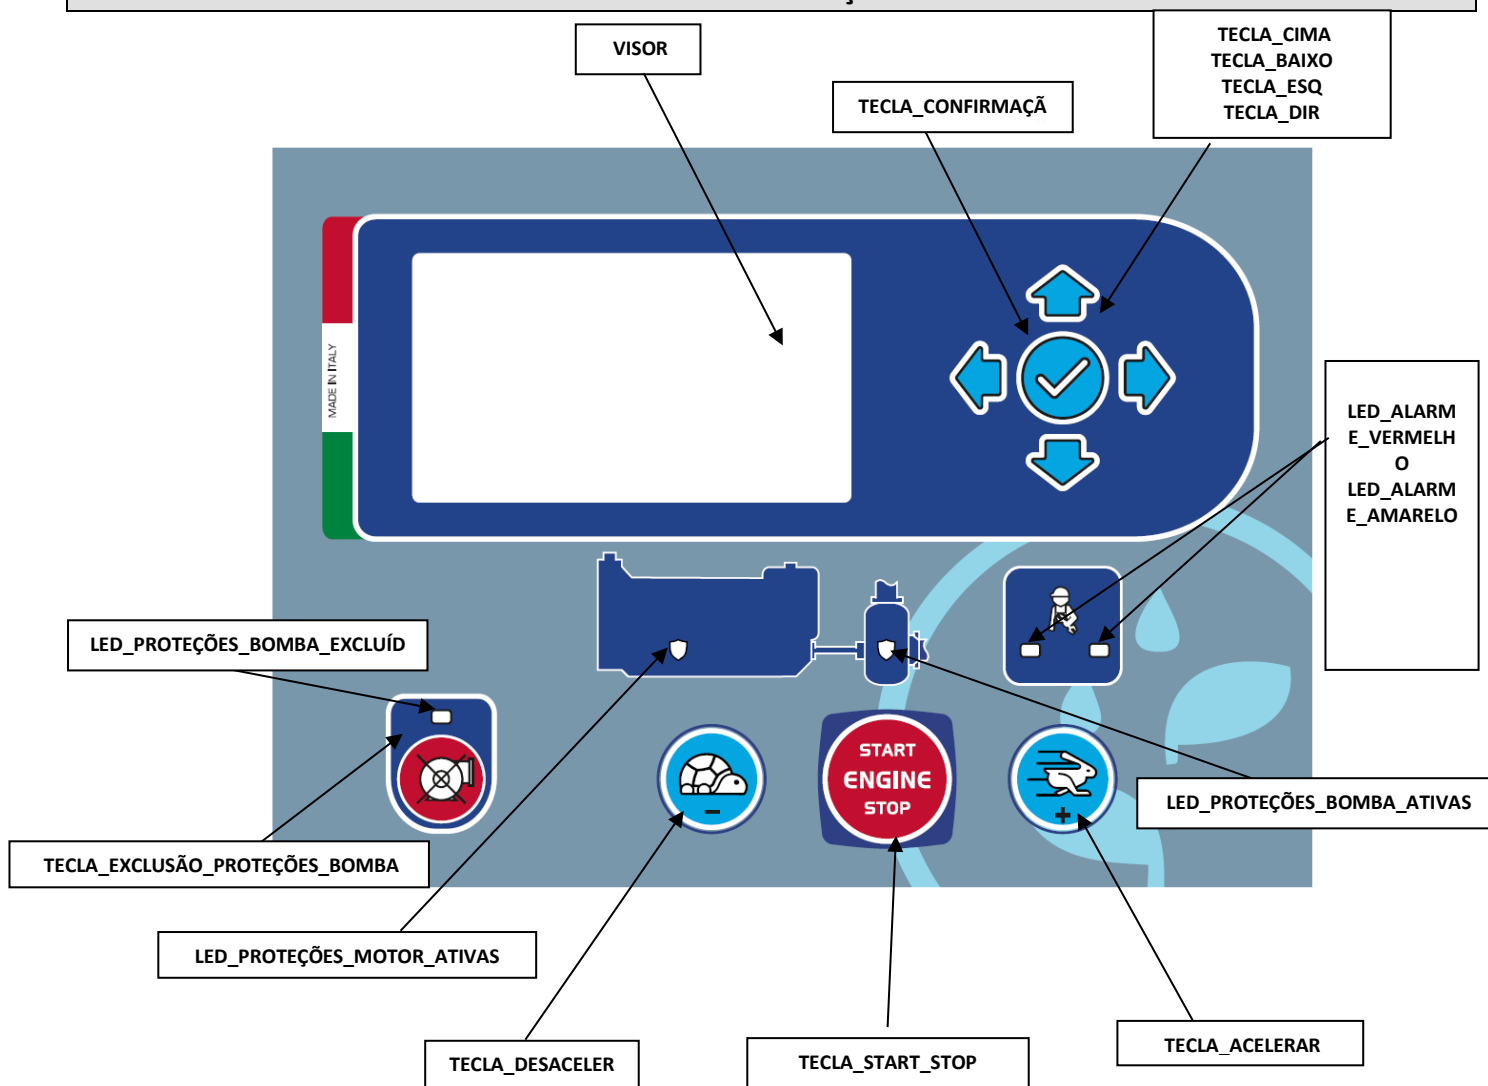 VISOR
TECLA_CIMA
TECLA_BAIXO
TECLA_ESQ
TECLA_DIR
TECLA_CONFIRMAÇÃ
MADE IN ITALY
LED_ALARM
E_VERMELH
O
LED_ALARM
E_AMARELO
LED_PROTEÇÕES_BOMBA_EXCLUÍD
START
ENGINE
STOP
-
+
LED_PROTEÇÕES_BOMBA_ATIVAS
TECLA_EXCLUSÃO_PROTEÇÕES_BOMBA
LED_PROTEÇÕES_MOTOR_ATIVAS
TECLA_DESACELER
TECLA_START_STOP
TECLA_ACELERAR